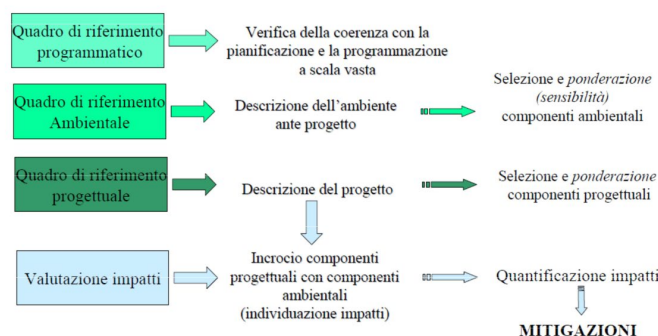 Quadro di riferimento
programmatico
Verifica della coerenza con la
pianificazione e la programmazione
a scala vasta
Quadro di riferimento
Ambientale
Descrizione dell’ambiente
ante progetto
Selezione e ponderazione
(sensibilità)
componenti ambientali
Quadro di riferimento
progettuale
Descrizione del progetto
Selezione e ponderazione
componenti progettuali
Valutazione impatti
Incrocio componenti
progettuali con componenti
ambientali
(individuazione impatti)
Quantificazione impatti
MITIGAZIONI